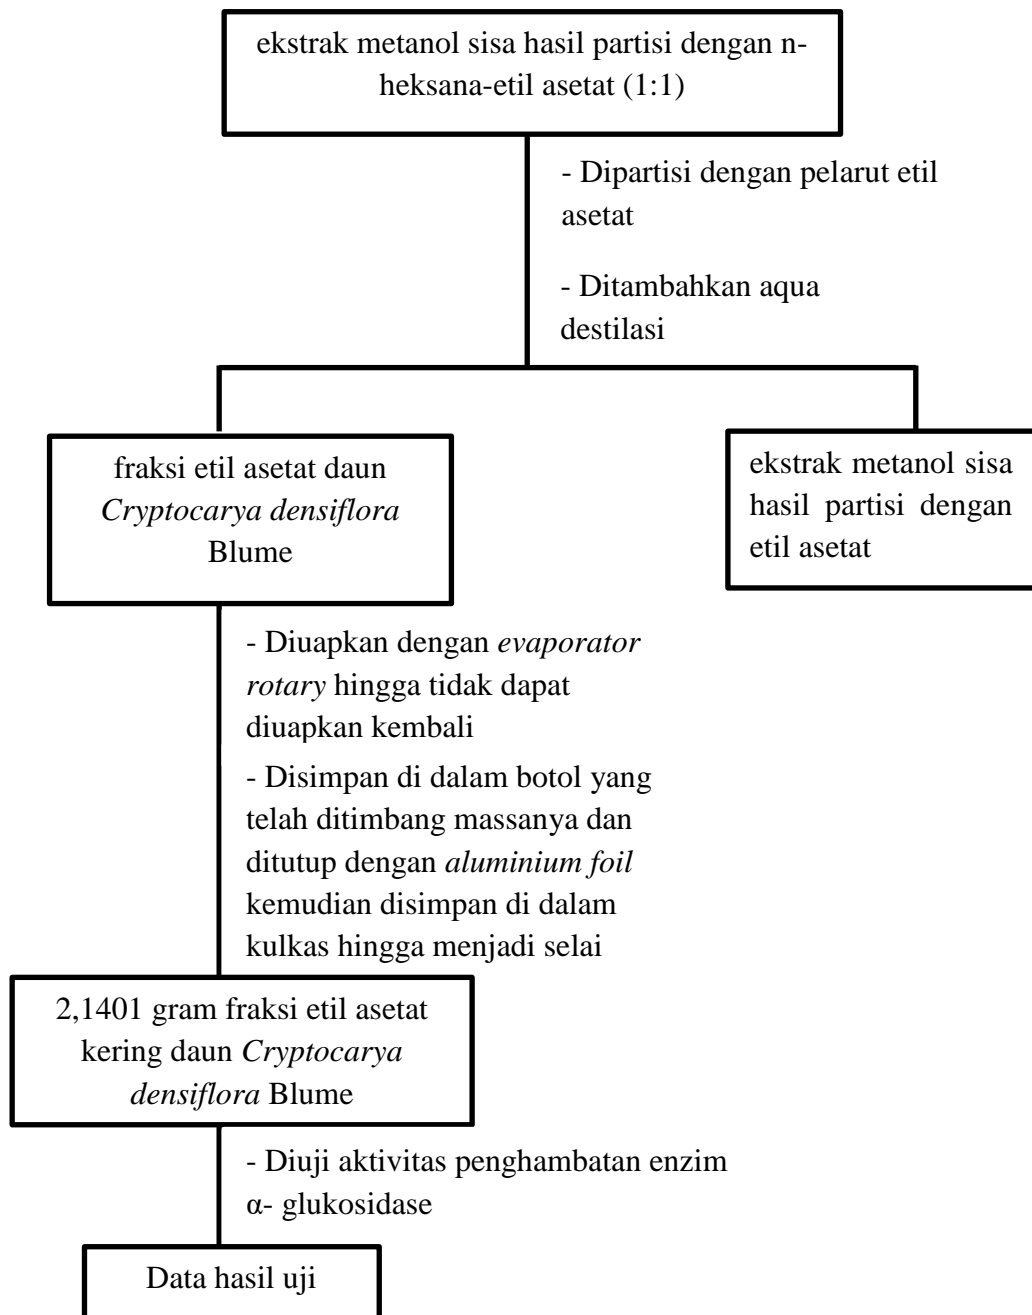 ekstrak metanol sisa hasil partisi dengan n-
heksana-etil asetat (1:1)
- Dipartisi dengan pelarut etil
asetat
- Ditambahkan aqua
destilasi
fraksi etil asetat daun
Cryptocarya densiflora
Blume
ekstrak metanol sisa
hasil partisi dengan
etil asetat
- Diuapkan dengan evaporator
rotary hingga tidak dapat
diuapkan kembali
- Disimpan di dalam botol yang
telah ditimbang massanya dan
ditutup dengan aluminium foil
kemudian disimpan di dalam
kulkas hingga menjadi selai
2,1401 gram fraksi etil asetat
kering daun Cryptocarya
densiflora Blume
- Diuji aktivitas penghambatan enzim
α- glukosidase
Data hasil uji